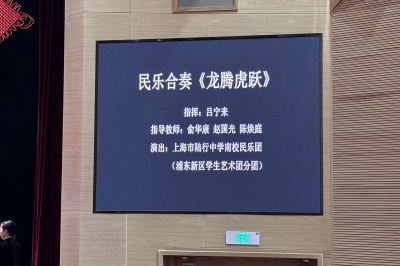 民乐合奏《龙腾虎跃》
指挥：吕宁来
指导教师：俞华康 赵国光 陈焕庭
演出：上海市陆行中学南校民乐团
（浦东新区学生艺术团分团）